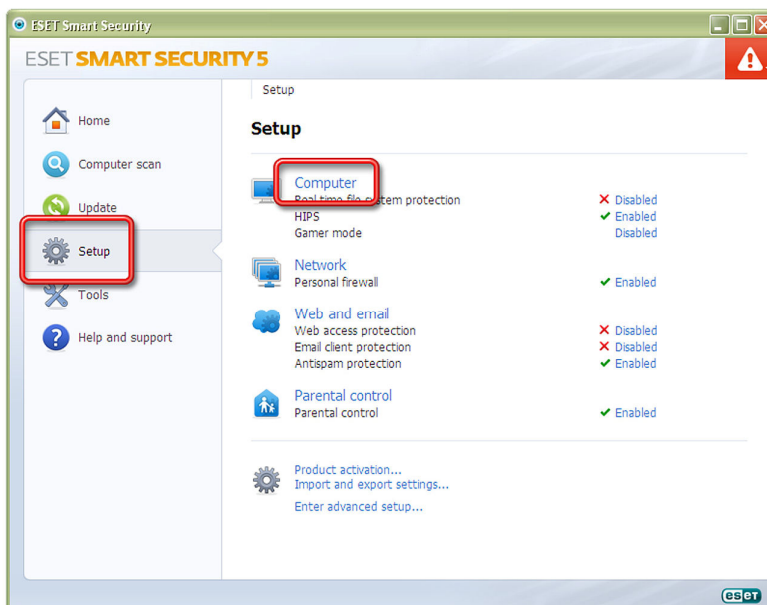 ESET Smart Security
ESET SMART SECURITY 5
Setup
Home
Computer scan
Update
Setup
Tools
Help and support
Setup
Computer
Real-time file system protection Disabled
HIPS Enabled
Gamer mode Disabled
Network
Personal firewall Enabled
Web and email
Web access protection Disabled
Email client protection Disabled
Antispam protection Enabled
Parental control
Parental control Enabled
Product activation...
Import and export settings...
Enter advanced setup...
eset